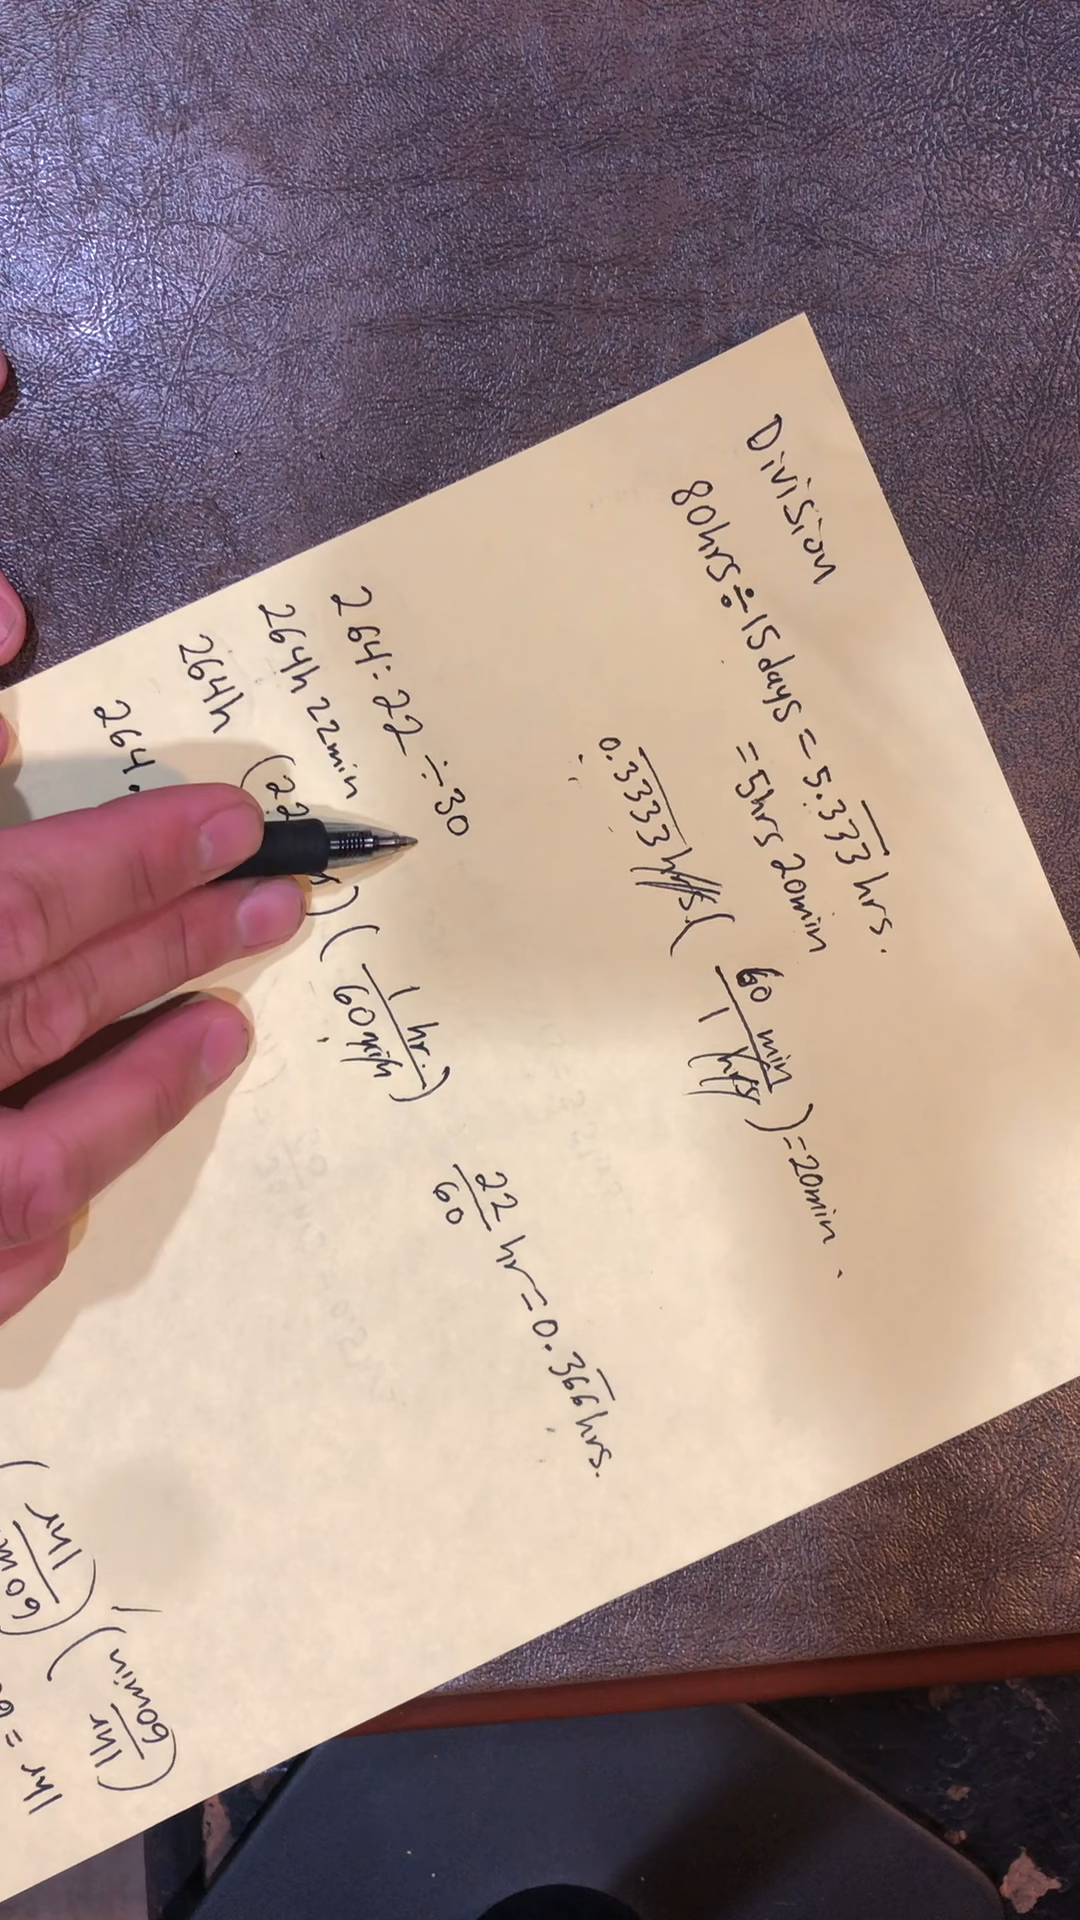 Division
80hrs ÷ 15 days = 5.333 hrs.
= 5hrs 20min
0.3333 hrs. ( 60 min / 1 hrs ) = 20min.
264:22 ÷ 30
264h 22min
264h (22 ) ( 1 hr. / 60 min ) 22/60 hr = 0.366 hrs.
264.
( 1hr / 60min )
1hr / 60
1hr =